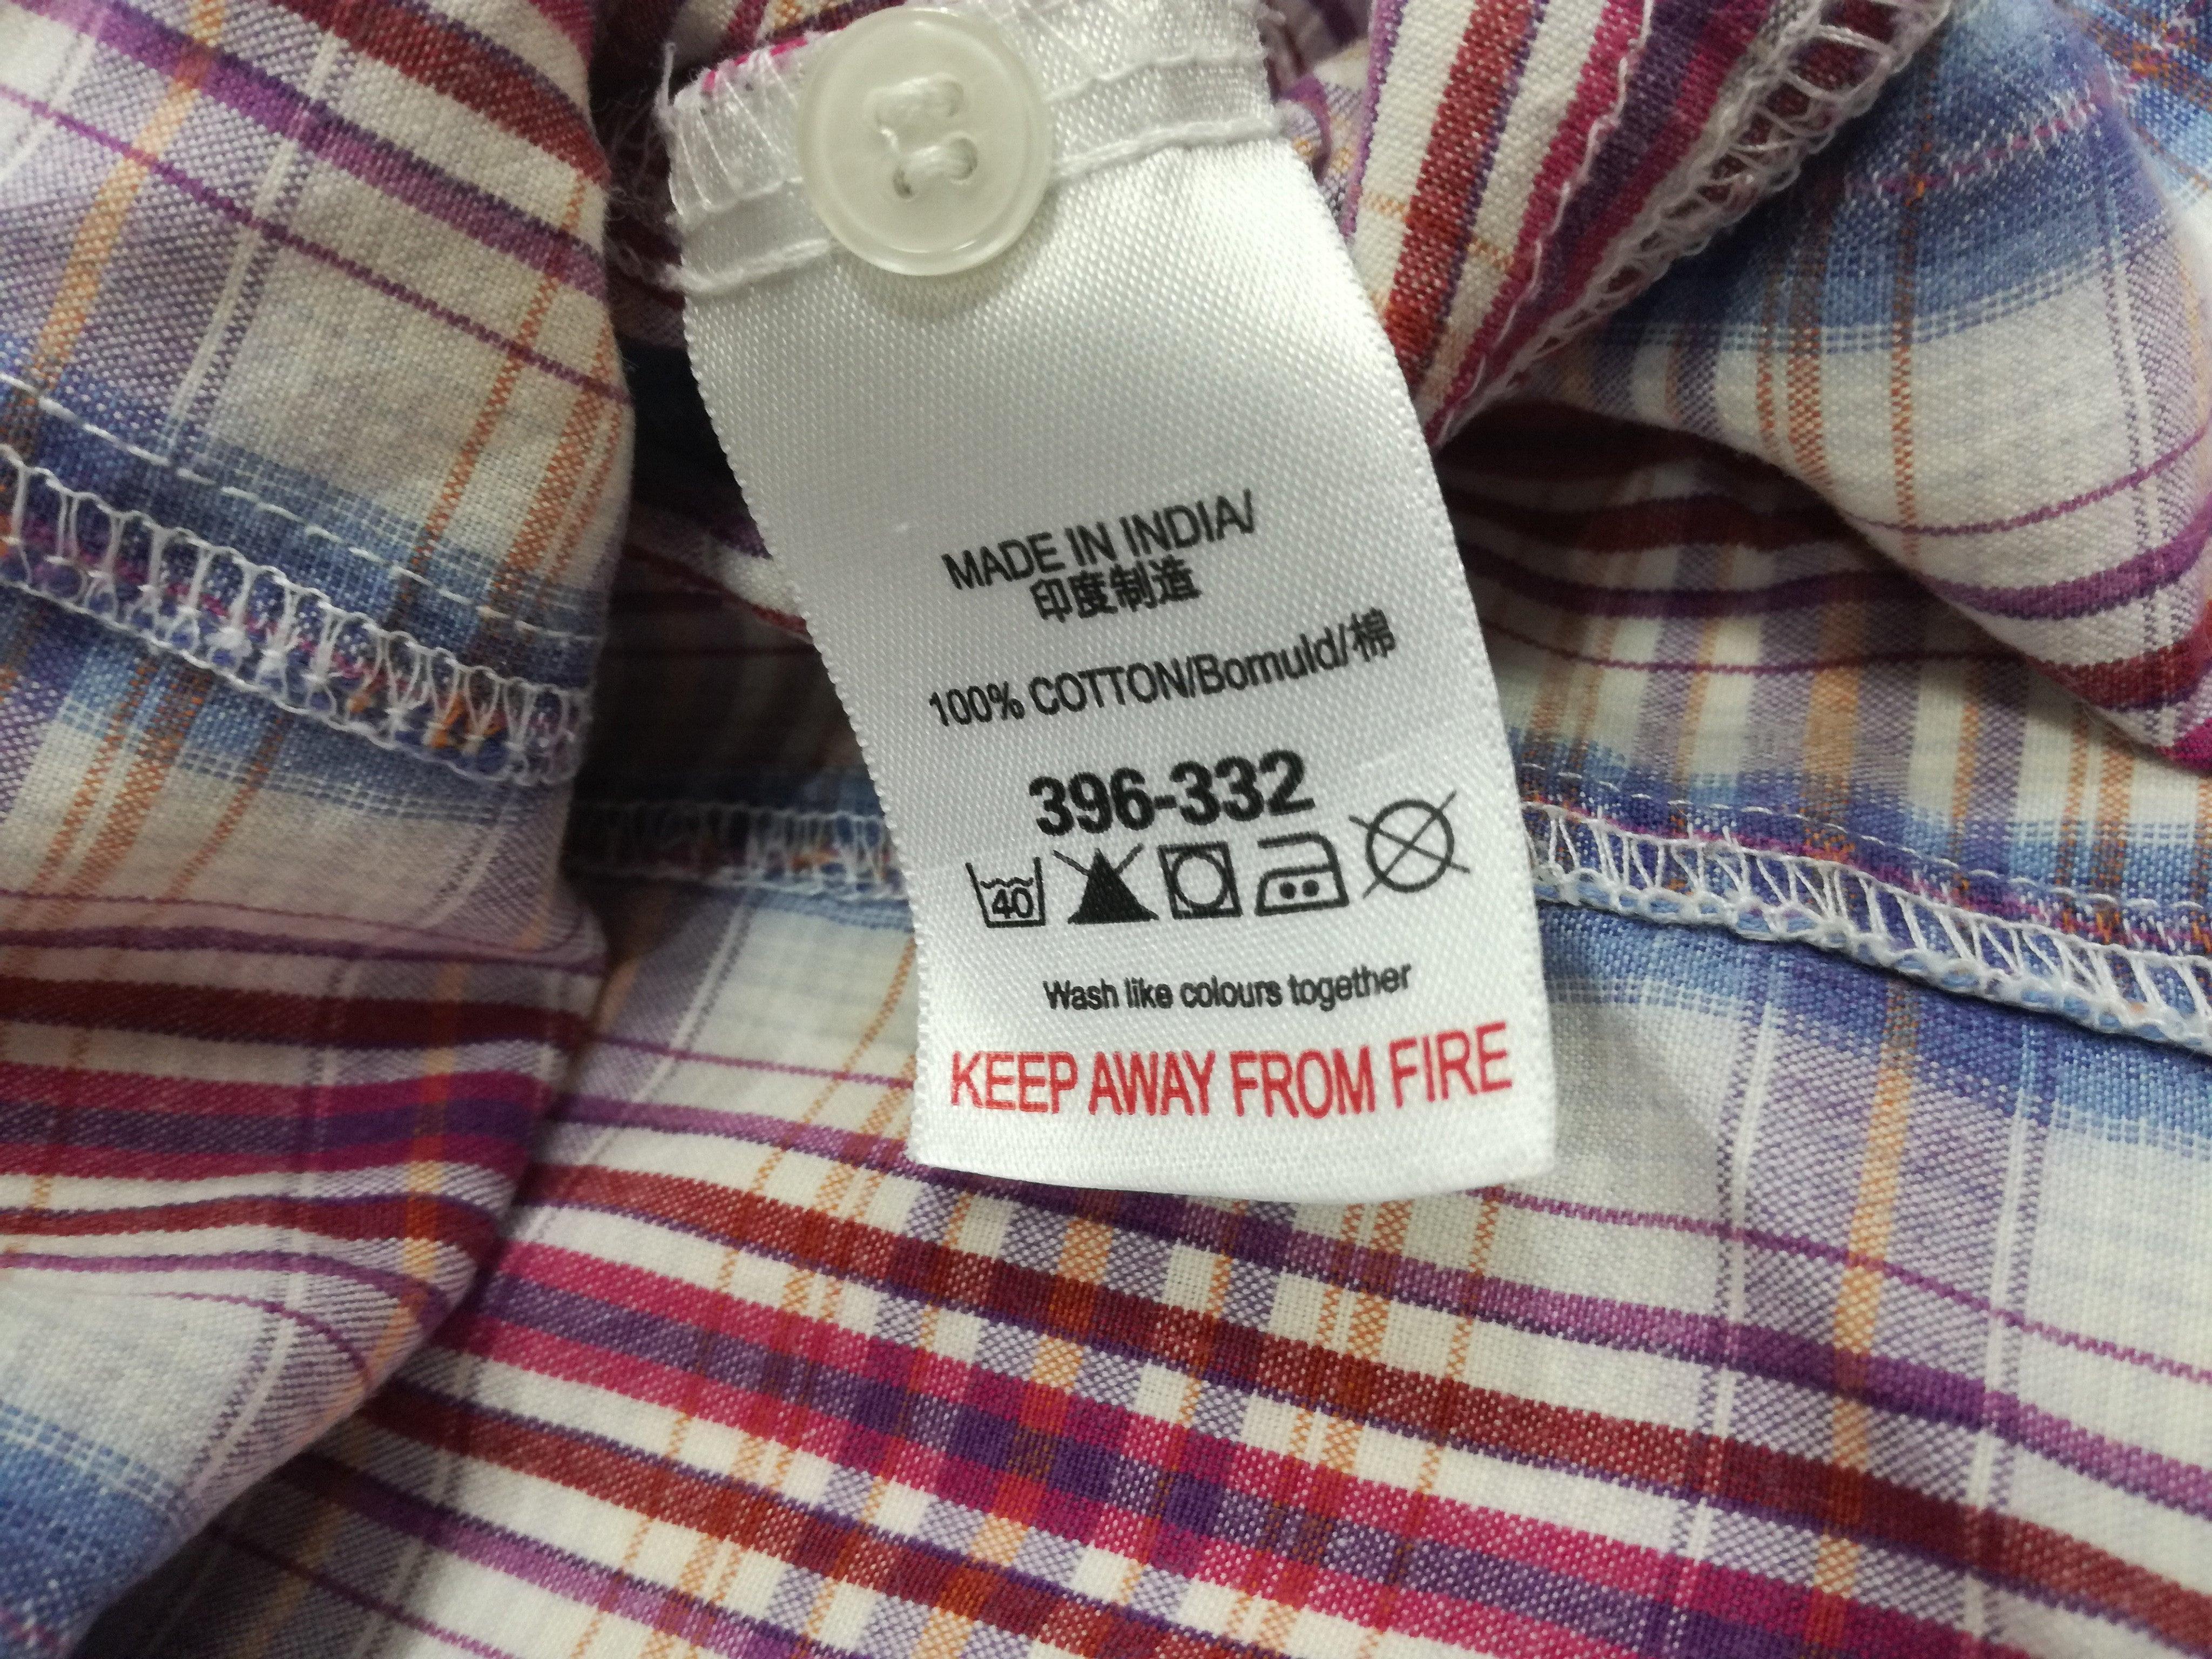 MADE IN INDIA/
印度制造
100% COTTON/Bomuld/棉
396-332
40
Wash like colours together
KEEP AWAY FROM FIRE